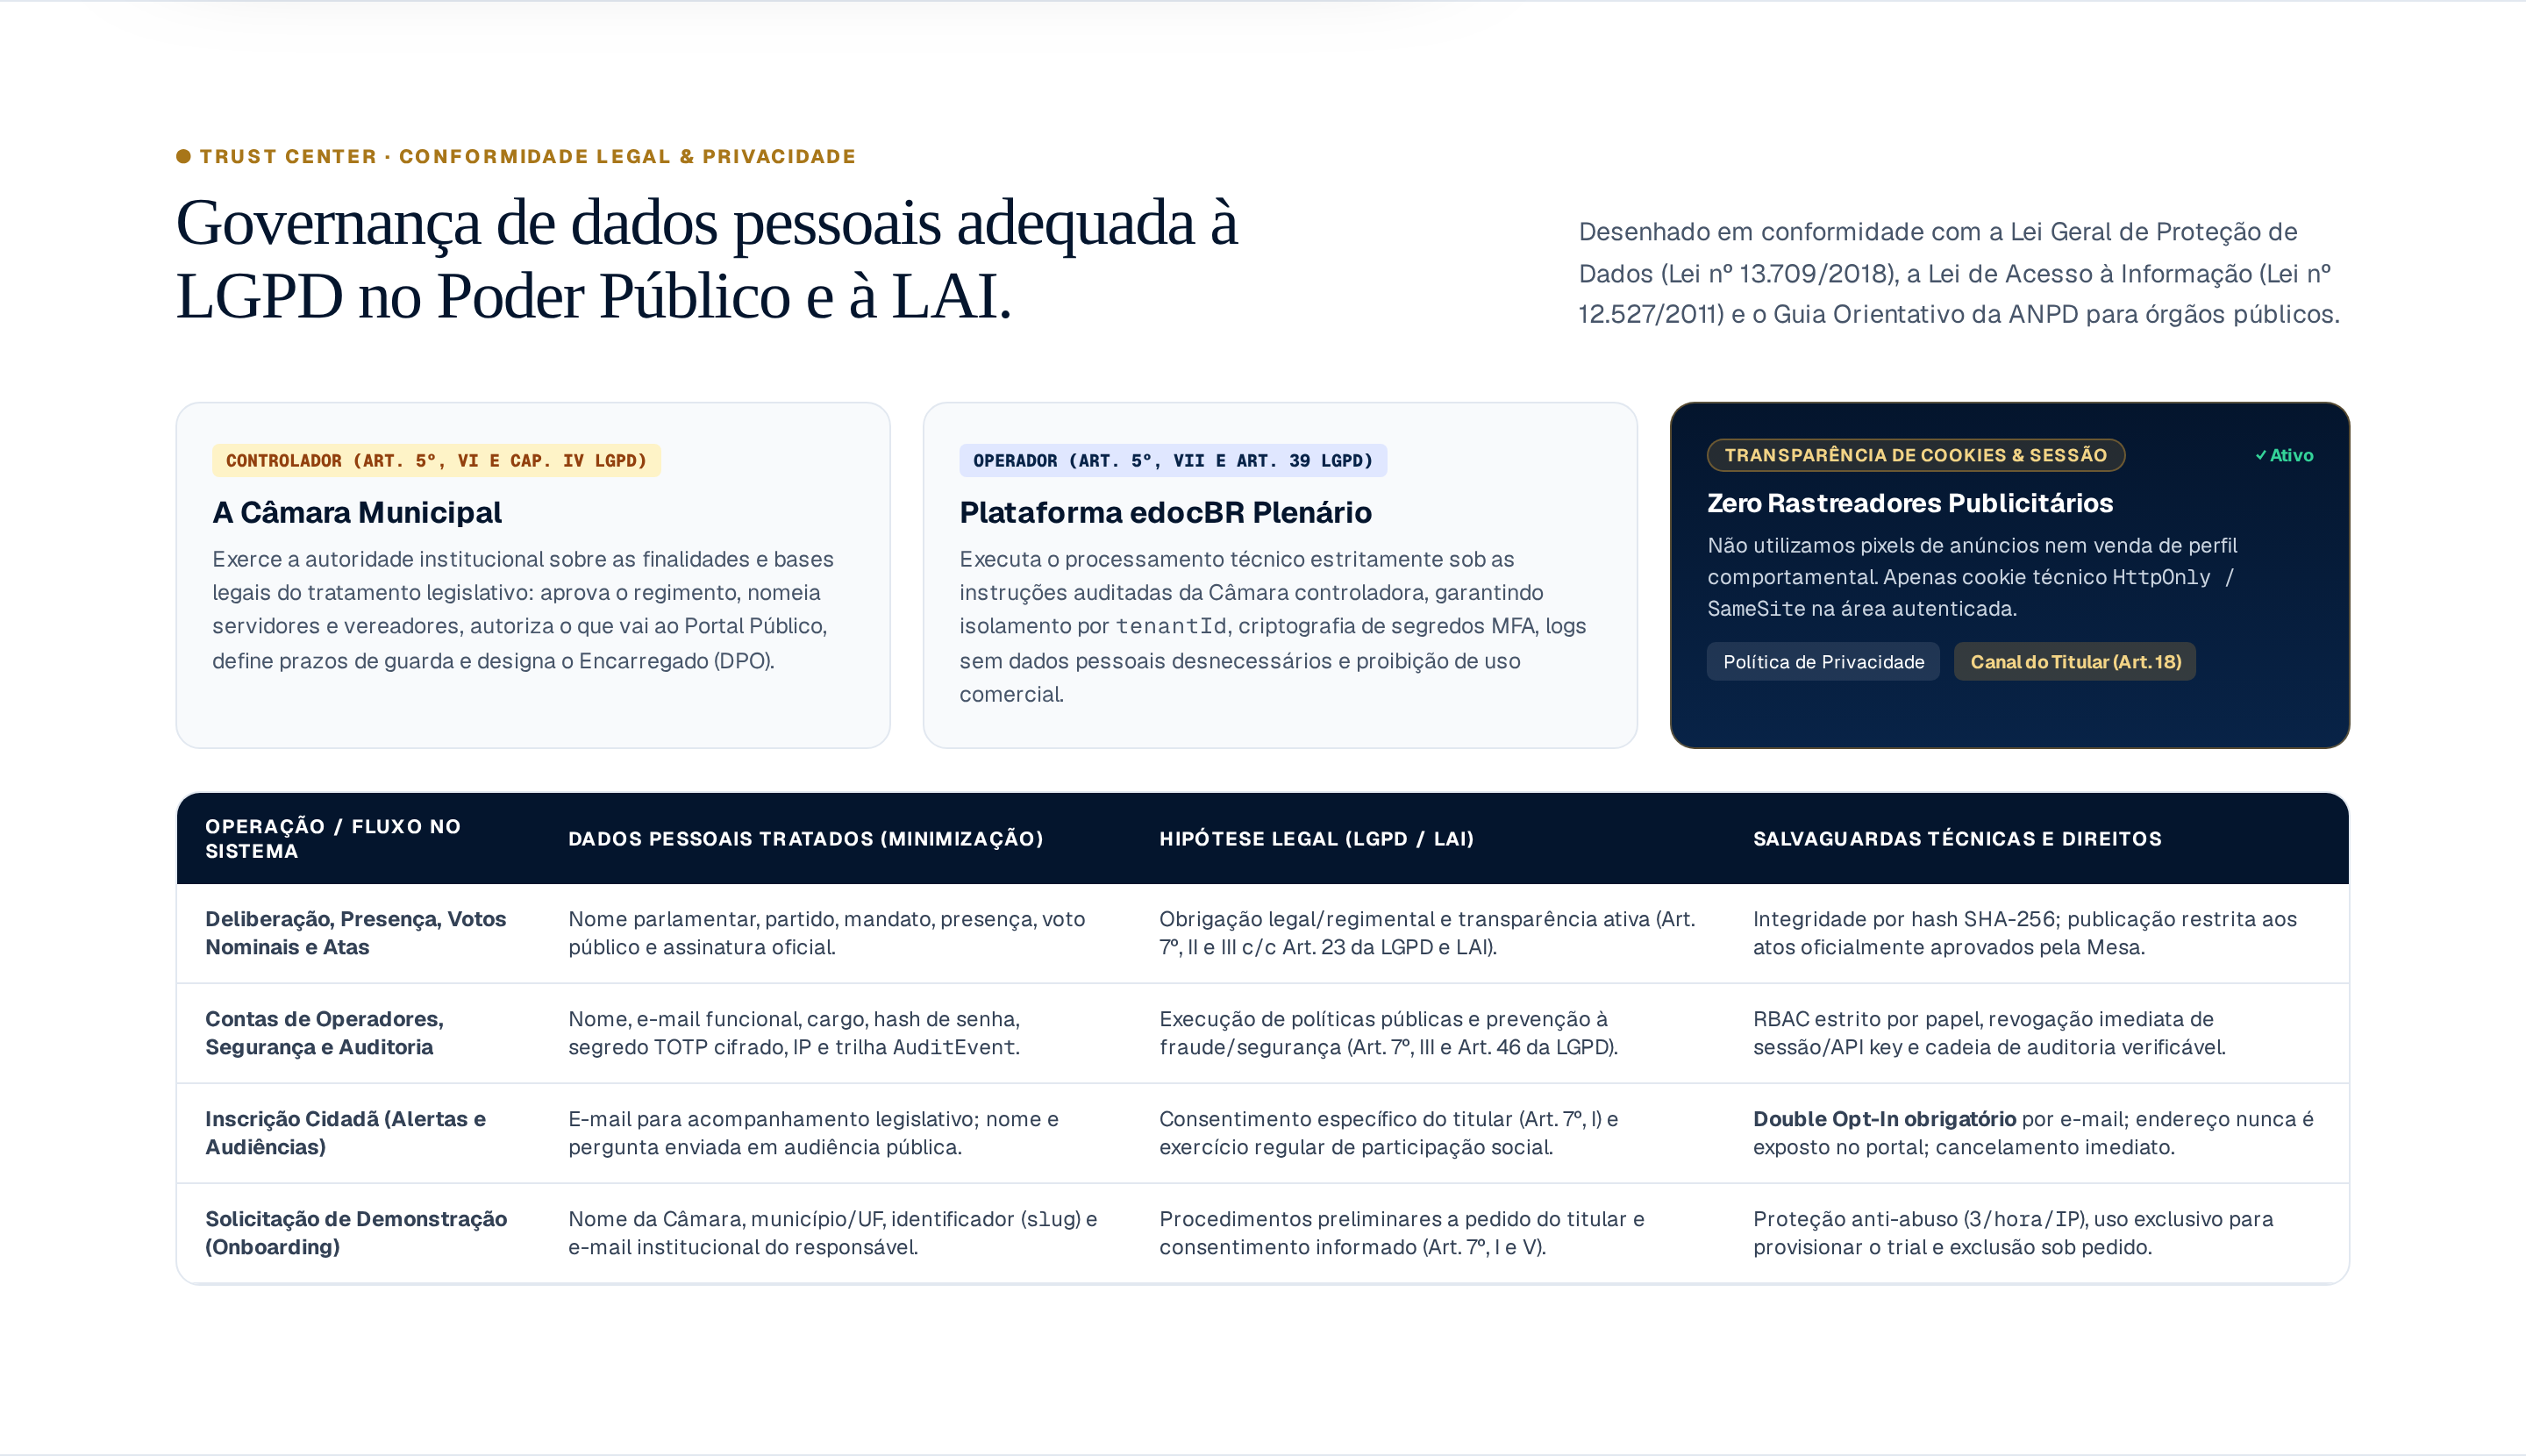 TRUST CENTER · CONFORMIDADE LEGAL & PRIVACIDADE
Governança de dados pessoais adequada à
LGPD no Poder Público e à LAI.
Desenhado em conformidade com a Lei Geral de Proteção de
Dados (Lei nº 13.709/2018), a Lei de Acesso à Informação (Lei nº
12.527/2011) e o Guia Orientativo da ANPD para órgãos públicos.
CONTROLADOR (ART. 5º, VI E CAP. IV LGPD)
A Câmara Municipal
Exerce a autoridade institucional sobre as finalidades e bases
legais do tratamento legislativo: aprova o regimento, nomeia
servidores e vereadores, autoriza o que vai ao Portal Público,
define prazos de guarda e designa o Encarregado (DPO).
OPERADOR (ART. 5º, VII E ART. 39 LGPD)
Plataforma edocBR Plenário
Executa o processamento técnico estritamente sob as
instruções auditadas da Câmara controladora, garantindo
isolamento por tenantId, criptografia de segredos MFA, logs
sem dados pessoais desnecessários e proibição de uso
comercial.
TRANSPARÊNCIA DE COOKIES & SESSÃO
✓ Ativo
Zero Rastreadores Publicitários
Não utilizamos pixels de anúncios nem venda de perfil
comportamental. Apenas cookie técnico HttpOnly /
SameSite na área autenticada.
Política de Privacidade
Canal do Titular (Art. 18)
OPERAÇÃO / FLUXO NO
SISTEMA
DADOS PESSOAIS TRATADOS (MINIMIZAÇÃO)
HIPÓTESE LEGAL (LGPD / LAI)
SALVAGUARDAS TÉCNICAS E DIREITOS
Deliberação, Presença, Votos
Nominais e Atas
Nome parlamentar, partido, mandato, presença, voto
público e assinatura oficial.
Obrigação legal/regimental e transparência ativa (Art.
7º, II e III c/c Art. 23 da LGPD e LAI).
Integridade por hash SHA-256; publicação restrita aos
atos oficialmente aprovados pela Mesa.
Contas de Operadores,
Segurança e Auditoria
Nome, e-mail funcional, cargo, hash de senha,
segredo TOTP cifrado, IP e trilha AuditEvent.
Execução de políticas públicas e prevenção à
fraude/segurança (Art. 7º, III e Art. 46 da LGPD).
RBAC estrito por papel, revogação imediata de
sessão/API key e cadeia de auditoria verificável.
Inscrição Cidadã (Alertas e
Audiências)
E-mail para acompanhamento legislativo; nome e
pergunta enviada em audiência pública.
Consentimento específico do titular (Art. 7º, I) e
exercício regular de participação social.
Double Opt-In obrigatório por e-mail; endereço nunca é
exposto no portal; cancelamento imediato.
Solicitação de Demonstração
(Onboarding)
Nome da Câmara, município/UF, identificador (slug) e
e-mail institucional do responsável.
Procedimentos preliminares a pedido do titular e
consentimento informado (Art. 7º, I e V).
Proteção anti-abuso (3/hora/IP), uso exclusivo para
provisionar o trial e exclusão sob pedido.